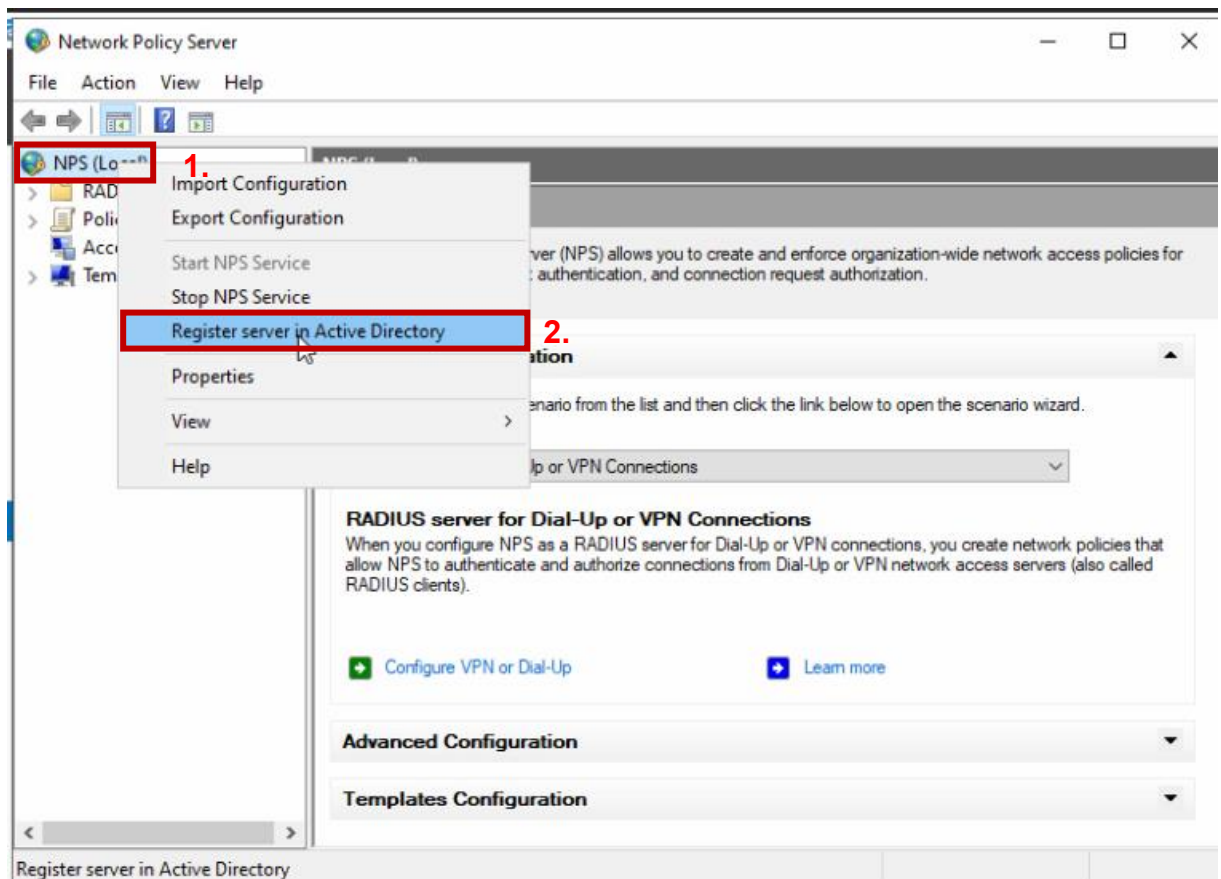 Network Policy Server
File Action View Help
NPS (Lo
1.
NPS
RAD
Import Configuration
Poli
Export Configuration
Acc
ver (NPS) allows you to create and enforce organization-wide network access policies for
Tem
Start NPS Service
authentication, and connection request authorization.
Stop NPS Service
Register server in Active Directory
2.
ation
Properties
enario from the list and then click the link below to open the scenario wizard.
View
Help
p or VPN Connections
RADIUS server for Dial-Up or VPN Connections
When you configure NPS as a RADIUS server for Dial-Up or VPN connections, you create network policies that
allow NPS to authenticate and authorize connections from Dial-Up or VPN network access servers (also called
RADIUS clients).
Configure VPN or Dial-Up
Learn more
Advanced Configuration
Templates Configuration
Register server in Active Directory